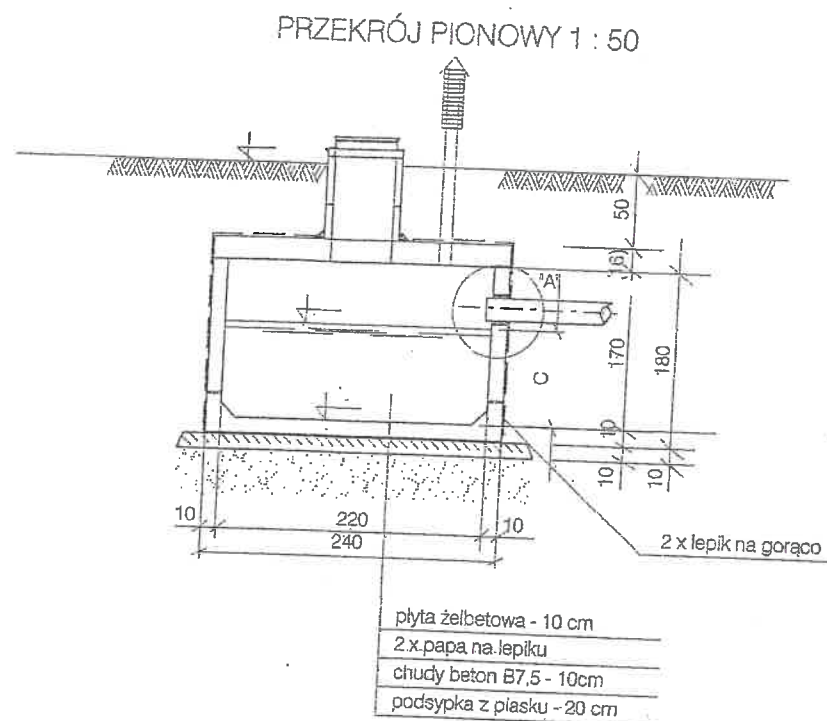 PRZEKRÓJ PIONOWY 1 : 50
50
(16)
"A"
170
180
C
10
10
10
10
220
10
240
2 x lepik na gorąco
płyta żelbetowa - 10 cm
2.x.papa na.lepiku
chudy beton B7,5 - 10cm
podsypka z piasku - 20 cm